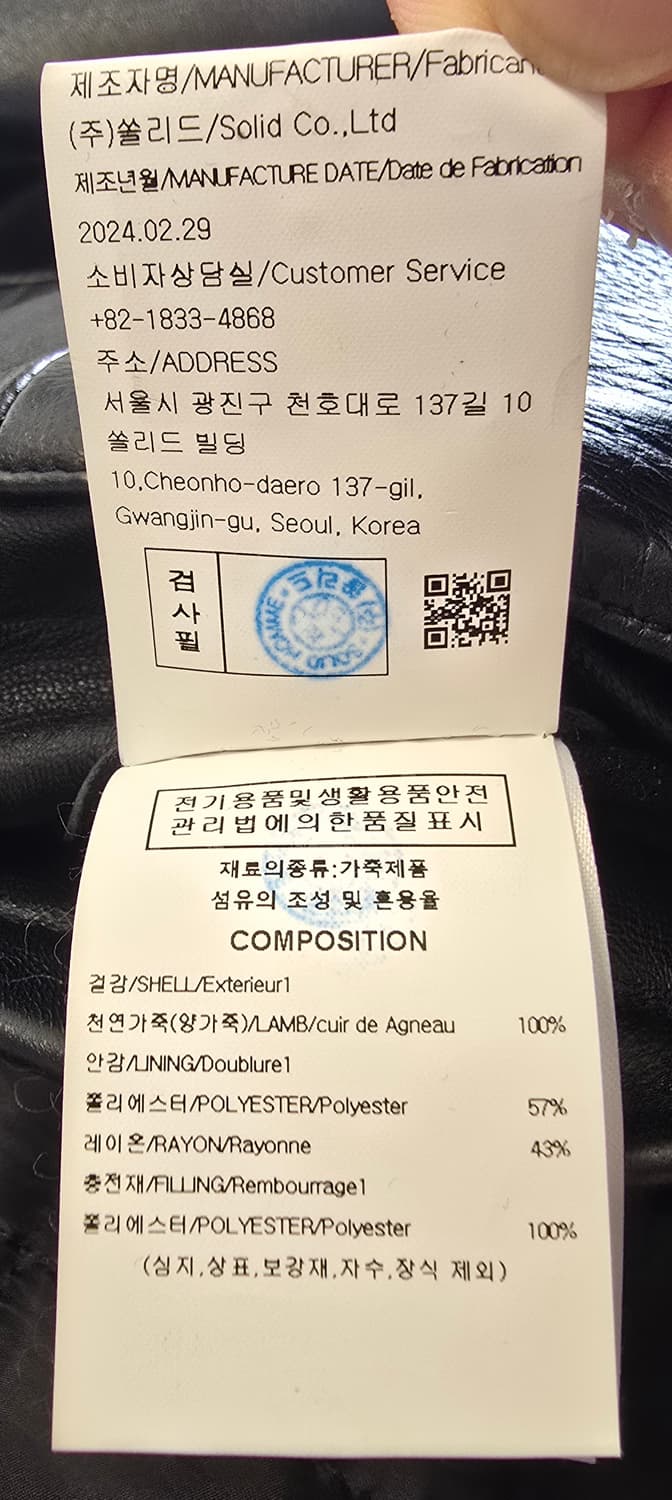 제조자명/MANUFACTURER/Fabricant
(주)쏠리드/Solid Co.,Ltd
제조년월/MANUFACTURE DATE/Date de Fabrication
2024.02.29
소비자상담실/Customer Service
+82-1833-4868
주소/ADDRESS
서울시 광진구 천호대로 137길 10
쏠리드 빌딩
10,Cheonho-daero 137-gil,
Gwangjin-gu, Seoul, Korea
검
사
필
SOLID HOMME
전기용품및생활용품안전
관리법에의한품질표시
재료의종류:가죽제품
섬유의 조성 및 혼용율
COMPOSITION
겉감/SHELL/Exterieur1
천연가죽(양가죽)/LAMB/cuir de Agneau 100%
안감/LINING/Doublure1
폴리에스터/POLYESTER/Polyester 57%
레이온/RAYON/Rayonne 43%
충전재/FILLING/Rembourrage1
폴리에스터/POLYESTER/Polyester 100%
(심지,상표,보강재,자수,장식 제외)